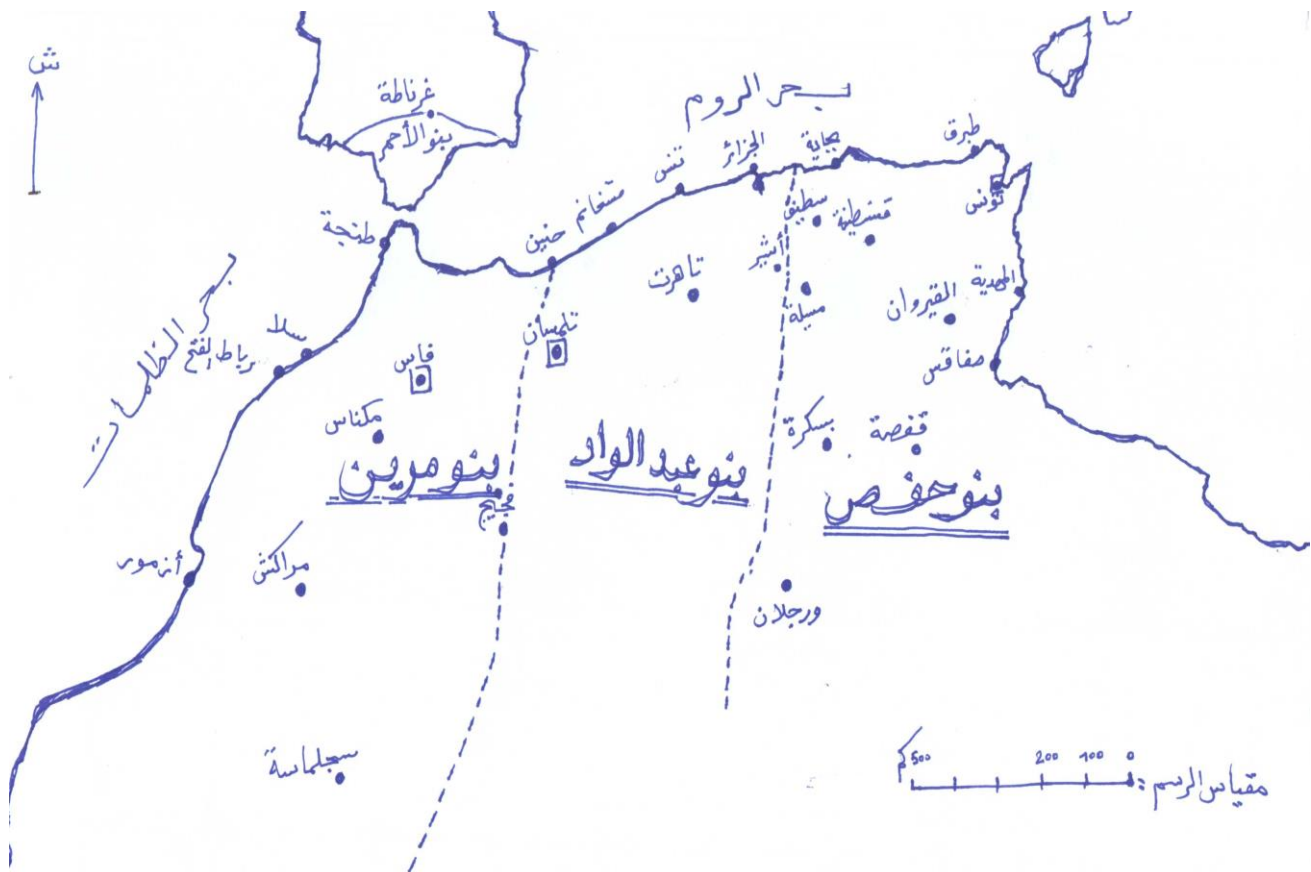 ش
غرناطة
بنو الأحمر
بحر الروم
طبرق
بجاية
الجزائر
تنس
مستغانم
حنين
طنجة
تونس
سطيف
قسنطينة
أشير
تاهرت
مسيلة
القيروان
المهدية
صفاقس
تلمسان
فاس
مكناس
سلا
رباط الفتح
بحر الظلمات
بسكرة
قفصة
بنو حفص
بنو عبد الواد
بنو مرين
فجيج
أزمور
مراكش
ورجلان
سجلماسة
مقياس الرسم: 0 100 200 500 كم